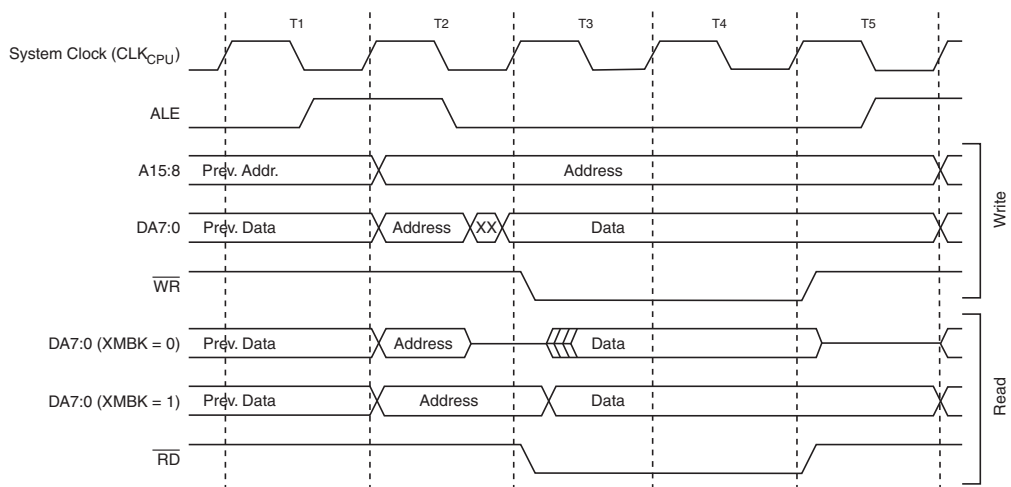 T1 T2 T3 T4 T5
System Clock (CLKCPU)
ALE
A15:8 Prev. Addr. Address
DA7:0 Prev. Data Address XX Data
WR
Write
DA7:0 (XMBK = 0) Prev. Data Address Data
DA7:0 (XMBK = 1) Prev. Data Address Data
RD
Read